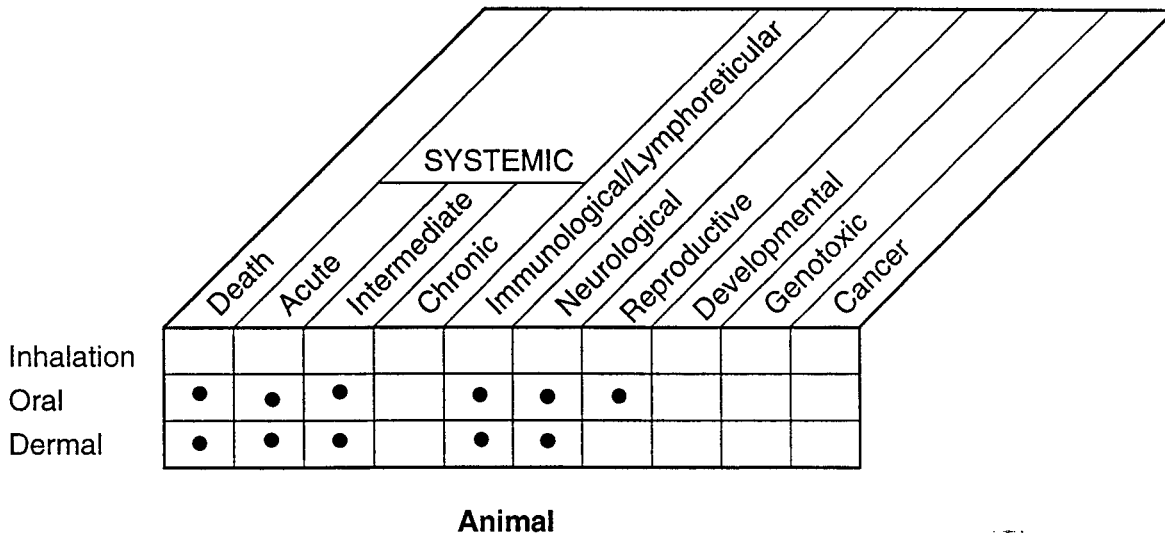 SYSTEMIC
Death
Acute
Intermediate
Chronic
Immunological/Lymphoreticular
Neurological
Reproductive
Developmental
Genotoxic
Cancer
Inhalation
Oral
Dermal
Animal